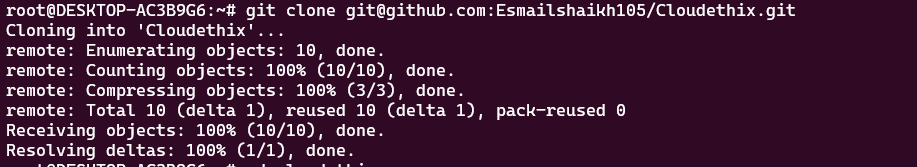 root@DESKTOP-AC3B9G6:~# git clone git@github.com:Esmailshaikh105/Cloudethix.git
Cloning into 'Cloudethix'...
remote: Enumerating objects: 10, done.
remote: Counting objects: 100% (10/10), done.
remote: Compressing objects: 100% (3/3), done.
remote: Total 10 (delta 1), reused 10 (delta 1), pack-reused 0
Receiving objects: 100% (10/10), done.
Resolving deltas: 100% (1/1), done.